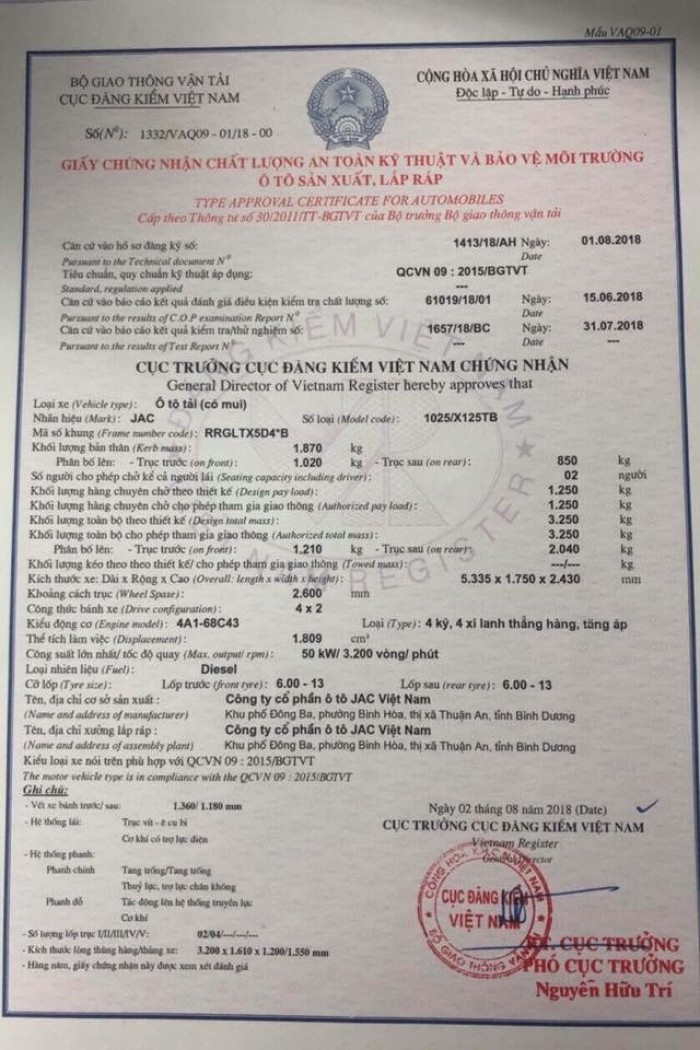 Mẫu VAQ09-01
BỘ GIAO THÔNG VẬN TẢI
CỤC ĐĂNG KIỂM VIỆT NAM
CỘNG HÒA XÃ HỘI CHỦ NGHĨA VIỆT NAM
Độc lập - Tự do - Hạnh phúc
Số(Nº): 1332/VAQ09 - 01/18 - 00
GIẤY CHỨNG NHẬN CHẤT LƯỢNG AN TOÀN KỸ THUẬT VÀ BẢO VỆ MÔI TRƯỜNG
Ô TÔ SẢN XUẤT, LẮP RÁP
TYPE APPROVAL CERTIFICATE FOR AUTOMOBILES
Cấp theo Thông tư số 30/2011/TT-BGTVT của Bộ trưởng Bộ giao thông vận tải
Căn cứ vào hồ sơ đăng ký số: 1413/18/AH Ngày: 01.08.2018
Pursuant to the Technical document Nº Date
Tiêu chuẩn, quy chuẩn kỹ thuật áp dụng: QCVN 09 : 2015/BGTVT
Standard, regulation applied ---
Căn cứ vào báo cáo kết quả đánh giá điều kiện kiểm tra chất lượng số: 61019/18/01 Ngày: 15.06.2018
Pursuant to the results of C.O.P examination Report Nº Date
Căn cứ vào báo cáo kết quả kiểm tra/thử nghiệm số: 1657/18/BC Ngày: 31.07.2018
Pursuant to the results of Test Report Nº --- Date ---
CỤC TRƯỞNG CỤC ĐĂNG KIỂM VIỆT NAM CHỨNG NHẬN
General Director of Vietnam Register hereby approves that
Loại xe (Vehicle type): Ô tô tải (có mui)
Nhãn hiệu (Mark): JAC Số loại (Model code): 1025/X125TB
Mã số khung (Frame number code): RRGLTX5D4*B
Khối lượng bản thân (Kerb mass): 1.870 kg
Phân bố lên: - Trục trước (on front): 1.020 kg - Trục sau (on rear): 850 kg
Số người cho phép chở kể cả người lái (Seating capacity including driver): 02 người
Khối lượng hàng chuyên chở theo thiết kế (Design pay load): 1.250 kg
Khối lượng hàng chuyên chở cho phép tham gia giao thông (Authorized pay load): 1.250 kg
Khối lượng toàn bộ theo thiết kế (Design total mass): 3.250 kg
Khối lượng toàn bộ cho phép tham gia giao thông (Authorized total mass): 3.250 kg
Phân bố lên: - Trục trước (on front): 1.210 kg - Trục sau (on rear): 2.040 kg
Khối lượng kéo theo theo thiết kế/ cho phép tham gia giao thông (Towed mass): ---/--- kg
Kích thước xe: Dài x Rộng x Cao (Overall: length x width x height): 5.335 x 1.750 x 2.430 mm
Khoảng cách trục (Wheel Spase): 2.600 mm
Công thức bánh xe (Drive configuration): 4 x 2
Kiểu động cơ (Engine model): 4A1-68C43 Loại (Type): 4 kỳ, 4 xi lanh thẳng hàng, tăng áp
Thể tích làm việc (Displacement): 1.809 cm³
Công suất lớn nhất/ tốc độ quay (Max. output/ rpm): 50 kW/ 3.200 vòng/ phút
Loại nhiên liệu (Fuel): Diesel
Cỡ lốp (Tyre size): Lốp trước (front tyre): 6.00 - 13 Lốp sau (rear tyre): 6.00 - 13
Tên, địa chỉ cơ sở sản xuất : Công ty cổ phần ô tô JAC Việt Nam
(Name and address of manufacturer) Khu phố Đông Ba, phường Bình Hòa, thị xã Thuận An, tỉnh Bình Dương
Tên, địa chỉ xưởng lắp ráp : Công ty cổ phần ô tô JAC Việt Nam
(Name and address of assembly plant) Khu phố Đông Ba, phường Bình Hòa, thị xã Thuận An, tỉnh Bình Dương
Kiểu loại xe nói trên phù hợp với QCVN 09 : 2015/BGTVT
The motor vehicle type is in compliance with the QCVN 09 : 2015/BGTVT
Ghi chú:
- Vết xe bánh trước/ sau: 1.360/ 1.180 mm
- Hệ thống lái: Trục vít - ê cu bi
Cơ khí có trợ lực điện
- Hệ thống phanh:
Phanh chính Tang trống/Tang trống
Thuỷ lực, trợ lực chân không
Phanh đỗ Tác động lên hệ thống truyền lực
Cơ khí
- Số lượng lốp trục I/II/III/IV/V: 02/04/---/---/---
- Kích thước lòng thùng hàng/thùng xe: 3.200 x 1.610 x 1.200/1.550 mm
- Hàng năm, giấy chứng nhận này được xem xét đánh giá
Ngày 02 tháng 08 năm 2018 (Date)
CỤC TRƯỞNG CỤC ĐĂNG KIỂM VIỆT NAM
Vietnam Register
General Director
CỘNG HÒA X.H.C.N VIỆT NAM
CỤC ĐĂNG KIỂM
VIỆT NAM
BỘ GIAO THÔNG VẬN TẢI
KT. CỤC TRƯỞNG
PHÓ CỤC TRƯỞNG
Nguyễn Hữu Trí
ĐĂNG KIỂM VIỆT NAM
REGISTER